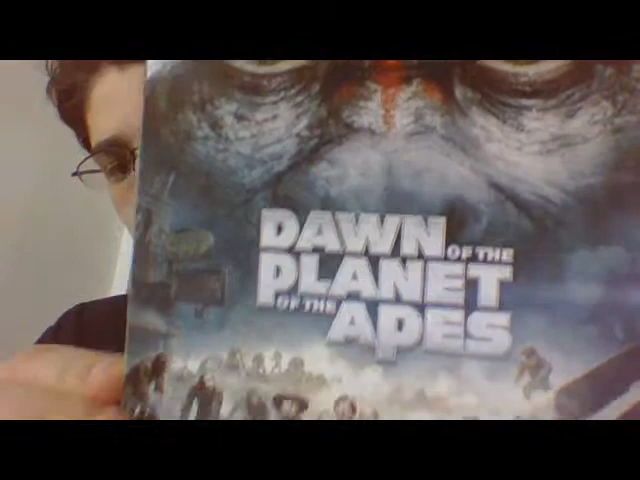 DAWN OF THE
PLANET
OF THE APES